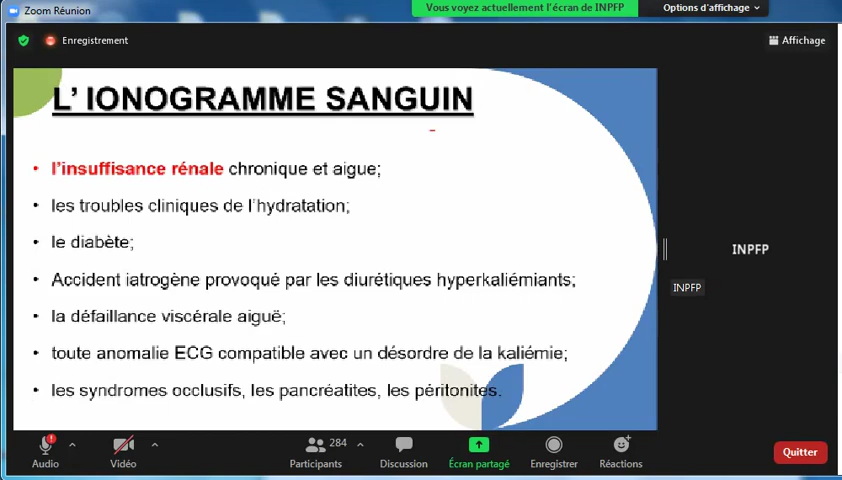 Zoom Réunion
Vous voyez actuellement l'écran de INPFP
Options d'affichage
Enregistrement
Affichage
L' IONOGRAMME SANGUIN
• l'insuffisance rénale chronique et aigue;
• les troubles cliniques de l'hydratation;
• le diabète;
• Accident iatrogène provoqué par les diurétiques hyperkaliémiants;
• la défaillance viscérale aiguë;
• toute anomalie ECG compatible avec un désordre de la kaliémie;
• les syndromes occlusifs, les pancréatites, les péritonites.
INPFP
INPFP
Audio
Vidéo
284
Participants
Discussion
Écran partagé
Enregistrer
Réactions
Quitter